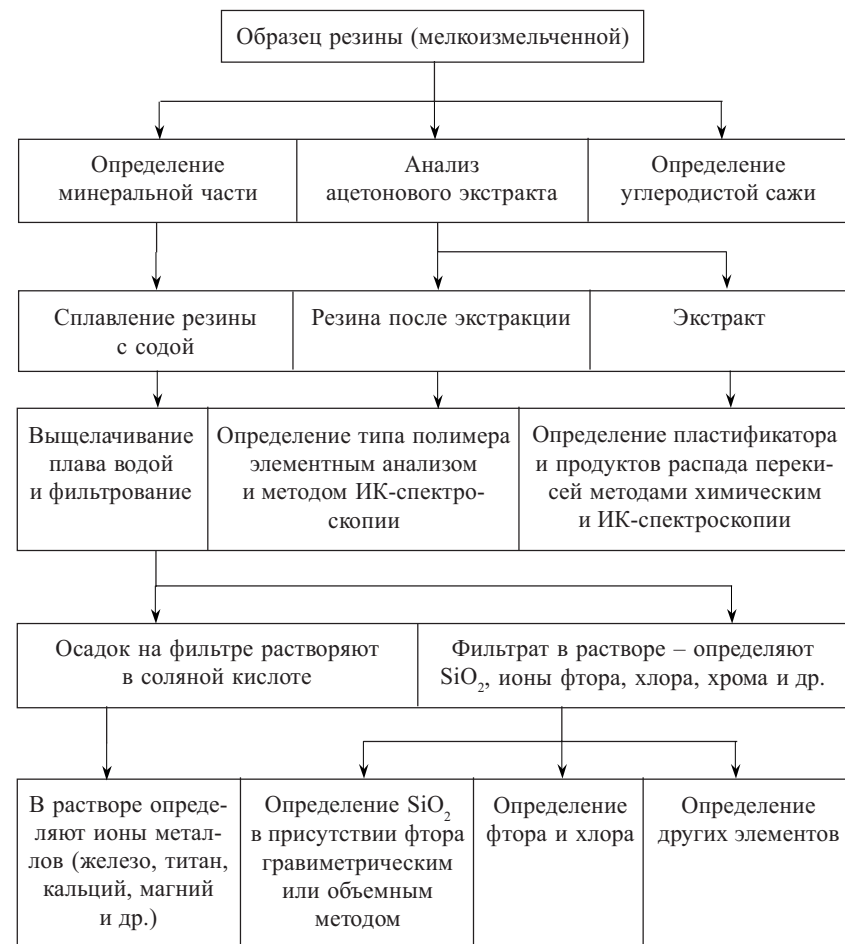 Образец резины (мелкоизмельченной)
Определение
минеральной части
Анализ
ацетонового экстракта
Определение
углеродистой сажи
Сплавление резины
с содой
Резина после экстракции
Экстракт
Выщелачивание
плава водой
и фильтрование
Определение типа полимера
элементным анализом
и методом ИК-спектро-
скопии
Определение пластификатора
и продуктов распада переки-
сей методами химическим
и ИК-спектроскопии
Осадок на фильтре растворяют
в соляной кислоте
Фильтрат в растворе – определяют
SiO₂, ионы фтора, хлора, хрома и др.
В растворе опреде-
ляют ионы метал-
лов (железо, титан,
кальций, магний
и др.)
Определение SiO₂
в присутствии фтора
гравиметрическим
или объемным
методом
Определение
фтора и хлора
Определение
других элементов